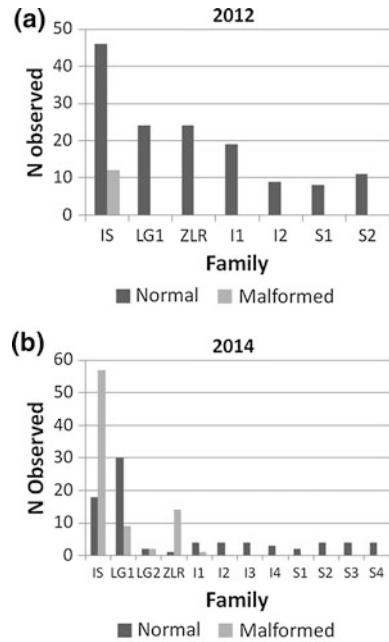 (a)
2012
N observed
50
40
30
20
10
0
IS LG1 ZLR I1 I2 S1 S2
Family
Normal Malformed
(b)
2014
N Observed
60
50
40
30
20
10
0
IS LG1 LG2 ZLR I1 I2 I3 I4 S1 S2 S3 S4
Family
Normal Malformed